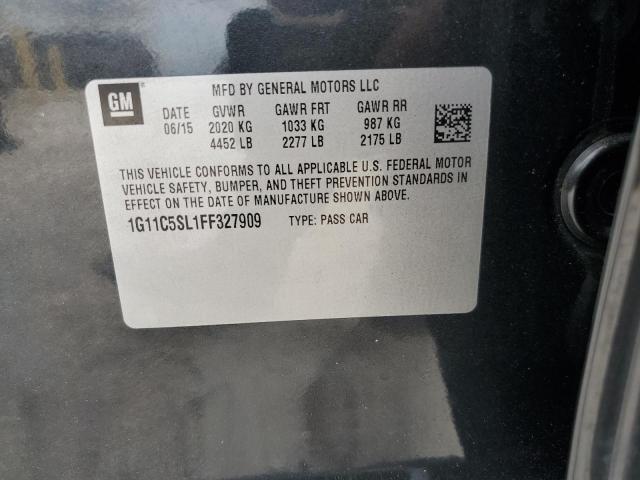 GM
MFD BY GENERAL MOTORS LLC
DATE GVWR GAWR FRT GAWR RR
06/15 2020 KG 1033 KG 987 KG
4452 LB 2277 LB 2175 LB
THIS VEHICLE CONFORMS TO ALL APPLICABLE U.S. FEDERAL MOTOR
VEHICLE SAFETY, BUMPER, AND THEFT PREVENTION STANDARDS IN
EFFECT ON THE DATE OF MANUFACTURE SHOWN ABOVE.
1G11C5SL1FF327909 TYPE: PASS CAR